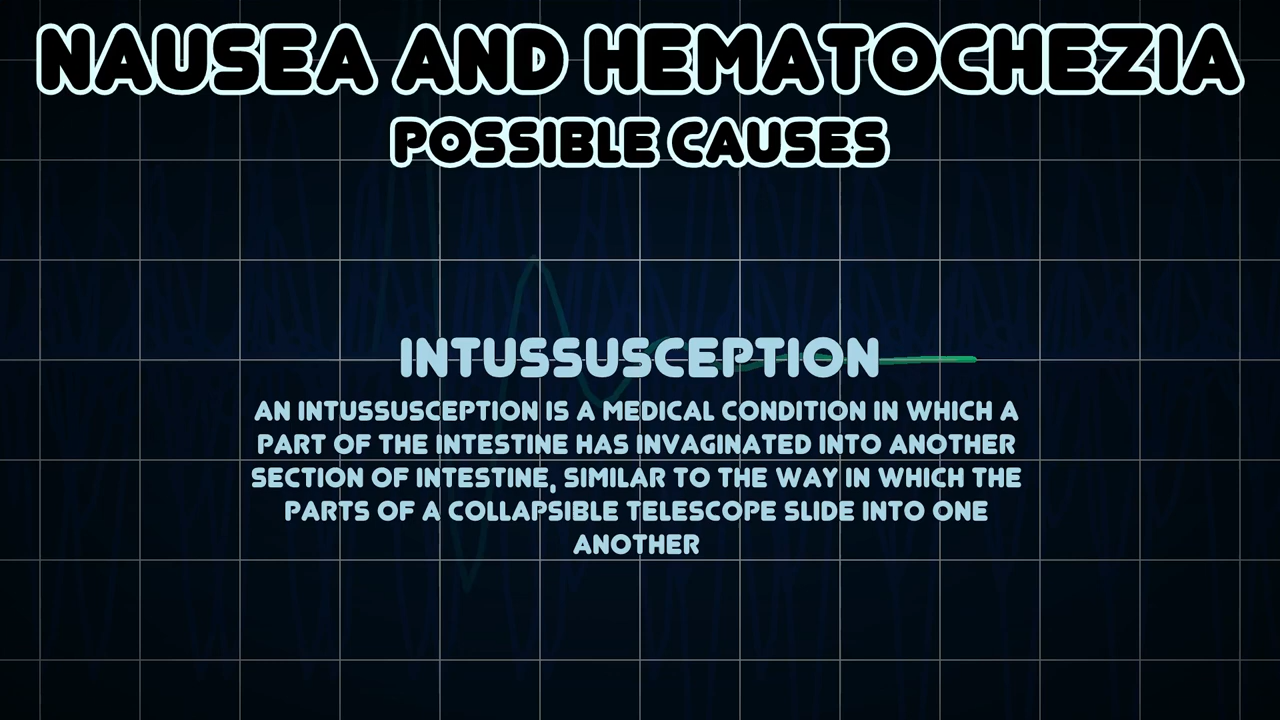 NAUSEA AND HEMATOCHEZIA
POSSIBLE CAUSES
INTUSSUSCEPTION
AN INTUSSUSCEPTION IS A MEDICAL CONDITION IN WHICH A
PART OF THE INTESTINE HAS INVAGINATED INTO ANOTHER
SECTION OF INTESTINE, SIMILAR TO THE WAY IN WHICH THE
PARTS OF A COLLAPSIBLE TELESCOPE SLIDE INTO ONE
ANOTHER